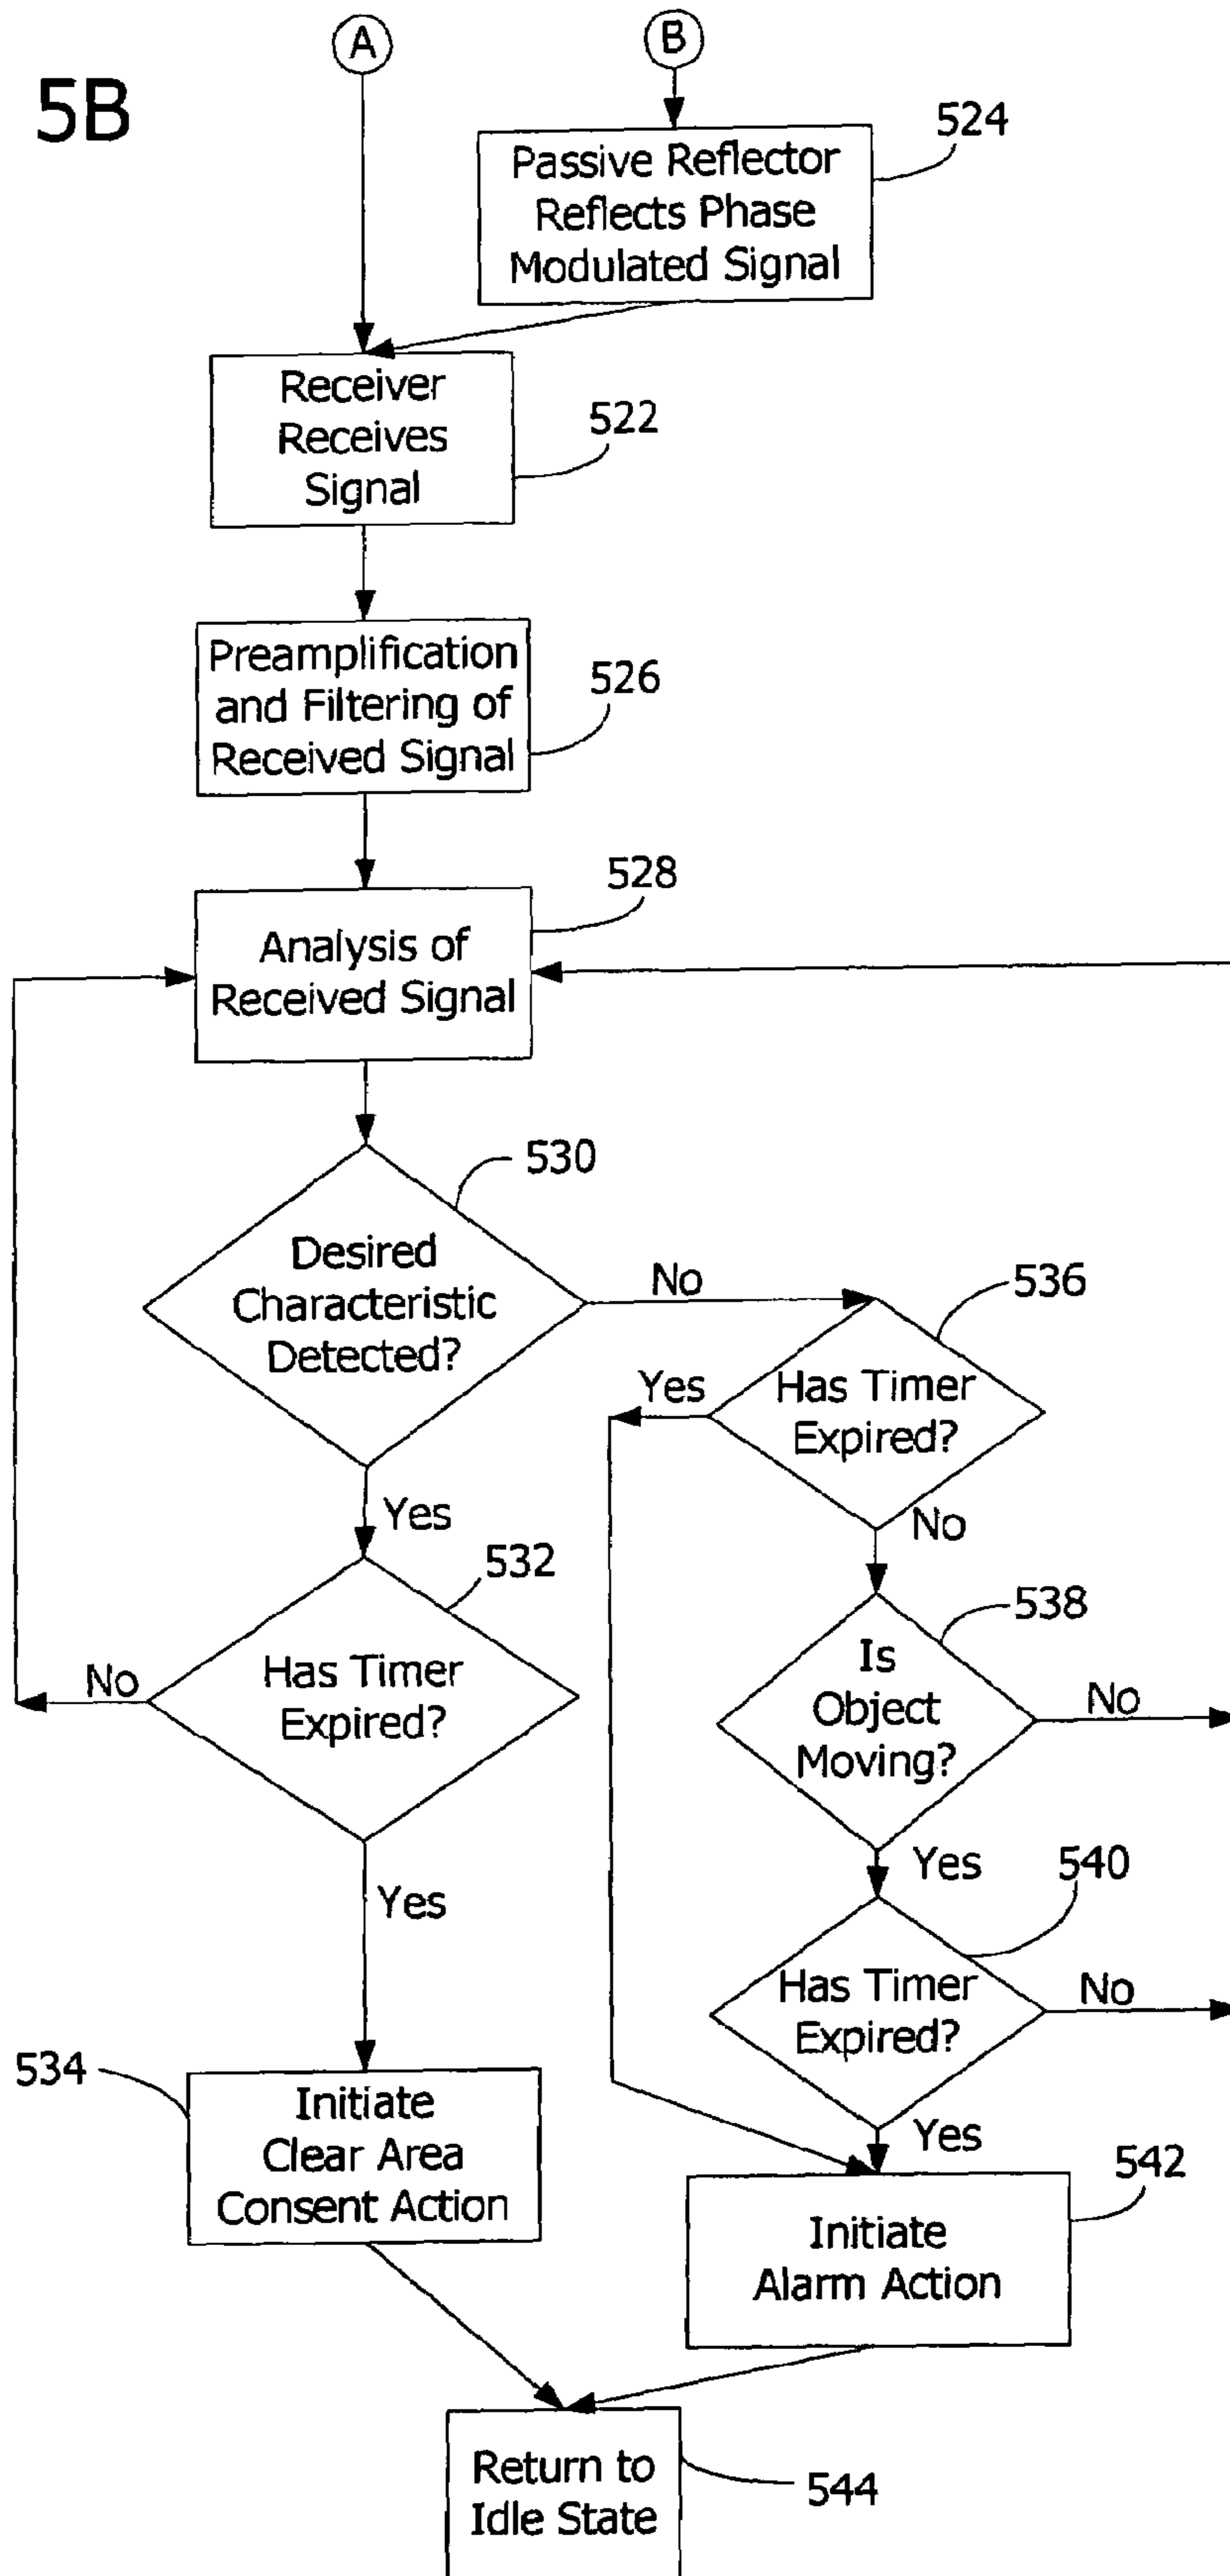 A
B
5B
524
Passive Reflector
Reflects Phase
Modulated Signal
Receiver
Receives
Signal
522
Preamplification
and Filtering of
Received Signal
526
528
Analysis of
Received Signal
530
Desired
Characteristic
Detected?
No
536
Yes
Has Timer
Expired?
No
Yes
532
Has Timer
Expired?
No
538
Is
Object
Moving?
No
Yes
540
Yes
Has Timer
Expired?
No
534
Initiate
Clear Area
Consent Action
Yes
542
Initiate
Alarm Action
Return to
Idle State
544